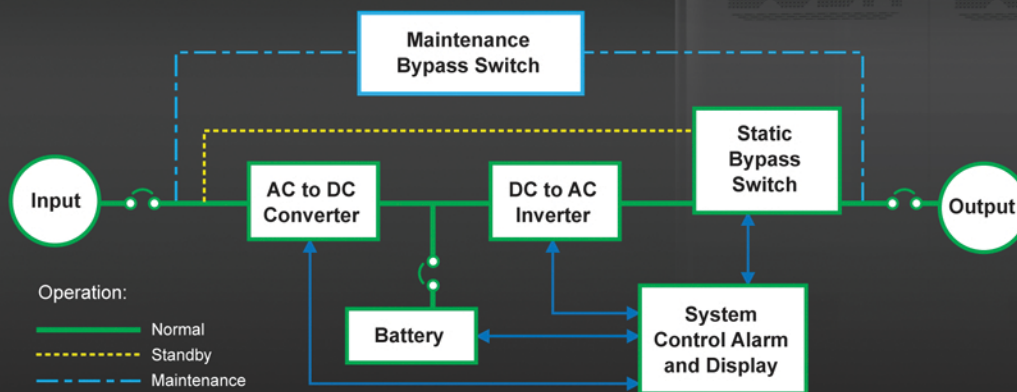 Maintenance
Bypass Switch
Static
Bypass
Switch
Input
AC to DC
Converter
DC to AC
Inverter
Output
Operation:
Normal
Standby
Maintenance
Battery
System
Control Alarm
and Display